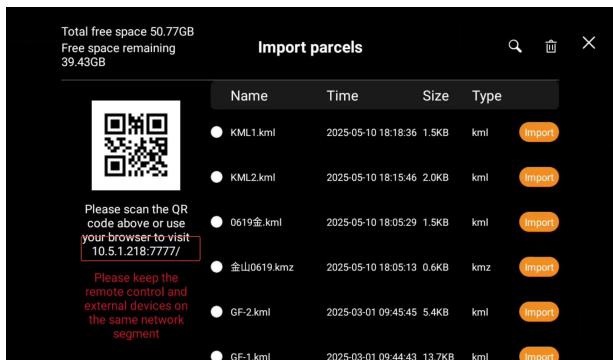 Total free space 50.77GB
Free space remaining
39.43GB
Import parcels
Name Time Size Type
KML1.kml 2025-05-10 18:18:36 1.5KB kml Import
KML2.kml 2025-05-10 18:15:46 2.0KB kml Import
0619金.kml 2025-05-10 18:05:29 1.5KB kml Import
金山0619.kmz 2025-05-10 18:05:13 0.6KB kmz Import
GF-2.kml 2025-03-01 09:45:45 5.4KB kml Import
GF-1.kml 2025-03-01 09:44:43 13.7KB kml Import
Please scan the QR
code above or use
your browser to visit
10.5.1.218:7777/
Please keep the
remote control and
external devices on
the same network
segment